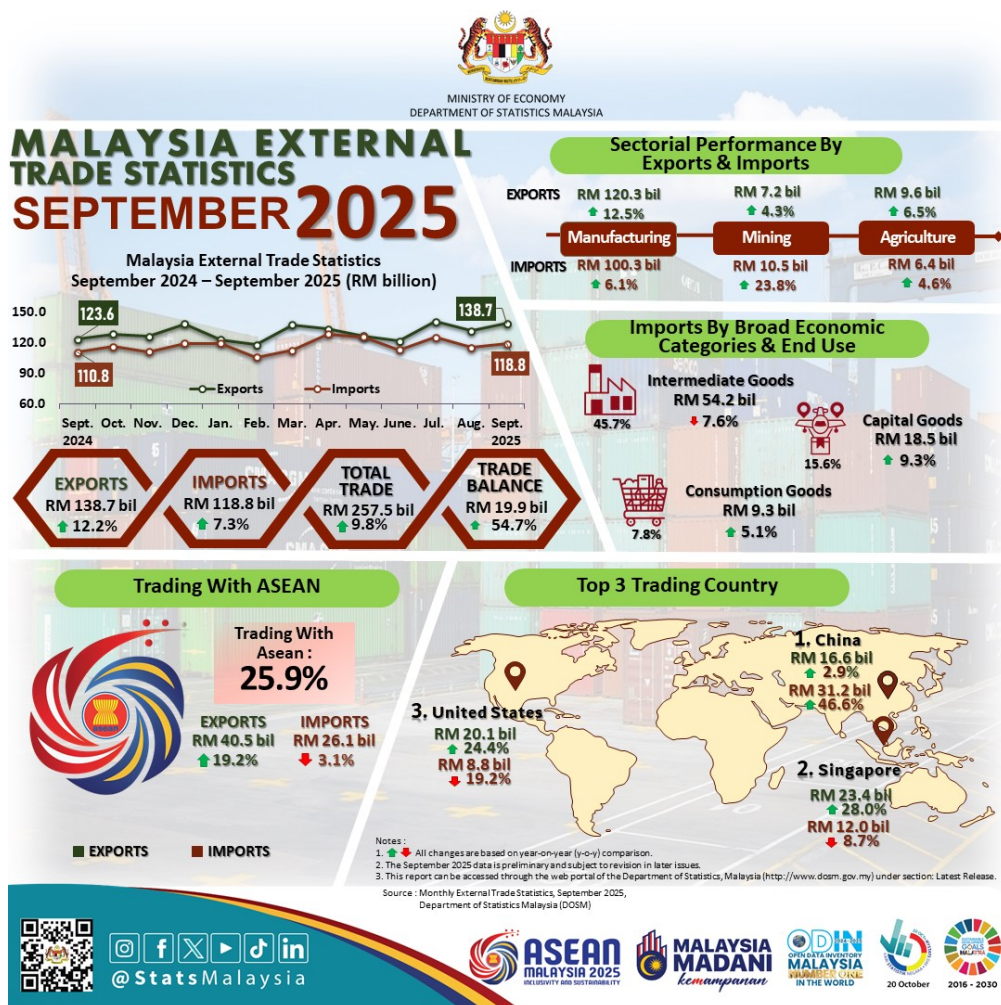 MINISTRY OF ECONOMY
DEPARTMENT OF STATISTICS MALAYSIA
MALAYSIA EXTERNAL
TRADE STATISTICS
SEPTEMBER 2025
Malaysia External Trade Statistics
September 2024 – September 2025 (RM billion)
150.0
120.0
90.0
60.0
123.6
110.8
138.7
118.8
Exports
Imports
Sept. Oct. Nov. Dec. Jan. Feb. Mar. Apr. May. June. Jul. Aug. Sept.
2024 2025
EXPORTS
RM 138.7 bil
12.2%
IMPORTS
RM 118.8 bil
7.3%
TOTAL
TRADE
RM 257.5 bil
9.8%
TRADE
BALANCE
RM 19.9 bil
54.7%
Sectorial Performance By
Exports & Imports
EXPORTS RM 120.3 bil RM 7.2 bil RM 9.6 bil
12.5% 4.3% 6.5%
Manufacturing Mining Agriculture
IMPORTS RM 100.3 bil RM 10.5 bil RM 6.4 bil
6.1% 23.8% 4.6%
Imports By Broad Economic
Categories & End Use
Intermediate Goods
RM 54.2 bil
7.6%
45.7%
Capital Goods
RM 18.5 bil
9.3%
15.6%
Consumption Goods
RM 9.3 bil
5.1%
7.8%
Trading With ASEAN
Trading With
Asean :
25.9%
asean
EXPORTS
RM 40.5 bil
19.2%
IMPORTS
RM 26.1 bil
3.1%
EXPORTS
IMPORTS
Top 3 Trading Country
1. China
RM 16.6 bil
2.9%
RM 31.2 bil
46.6%
3. United States
RM 20.1 bil
24.4%
RM 8.8 bil
19.2%
2. Singapore
RM 23.4 bil
28.0%
RM 12.0 bil
8.7%
Notes :
1. All changes are based on year-on-year (y-o-y) comparison.
2. The September 2025 data is preliminary and subject to revision in later issues.
3. This report can be accessed through the web portal of the Department of Statistics, Malaysia (http://www.dosm.gov.my) under section: Latest Release.
Source : Monthly External Trade Statistics, September 2025,
Department of Statistics Malaysia (DOSM)
@StatsMalaysia
ASEAN
MALAYSIA 2025
INCLUSIVITY AND SUSTAINABILITY
MALAYSIA
MADANI
kemampanan
ODIN
OPEN DATA INVENTORY
MALAYSIA
NUMBER ONE
IN THE WORLD
20 October
2016 - 2030